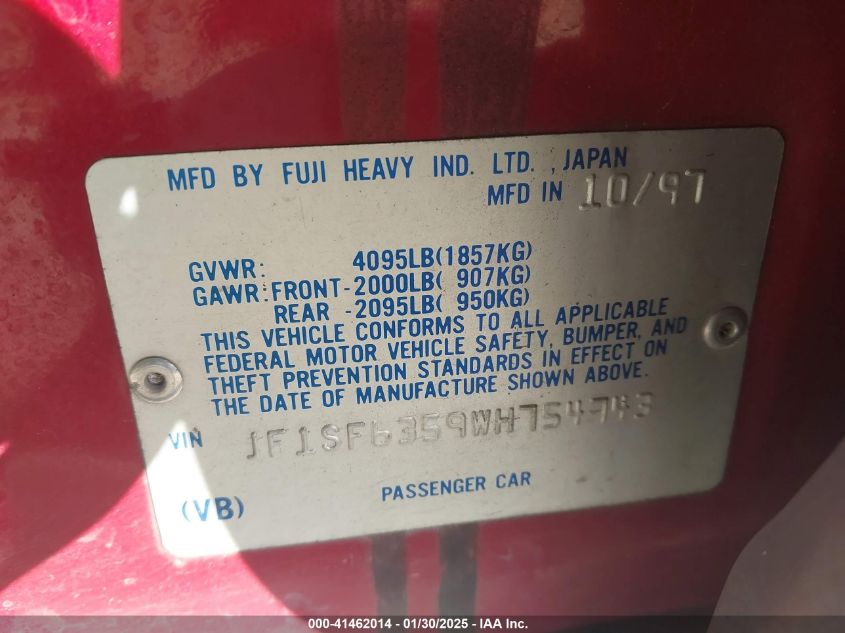 MFD BY FUJI HEAVY IND. LTD. , JAPAN
MFD IN 10/97
GVWR: 4095LB(1857KG)
GAWR:FRONT-2000LB( 907KG)
REAR -2095LB( 950KG)
THIS VEHICLE CONFORMS TO ALL APPLICABLE
FEDERAL MOTOR VEHICLE SAFETY, BUMPER, AND
THEFT PREVENTION STANDARDS IN EFFECT ON
THE DATE OF MANUFACTURE SHOWN ABOVE.
VIN JF1SF6359WH754743
(VB) PASSENGER CAR
000-41462014 - 01/30/2025 - IAA Inc.